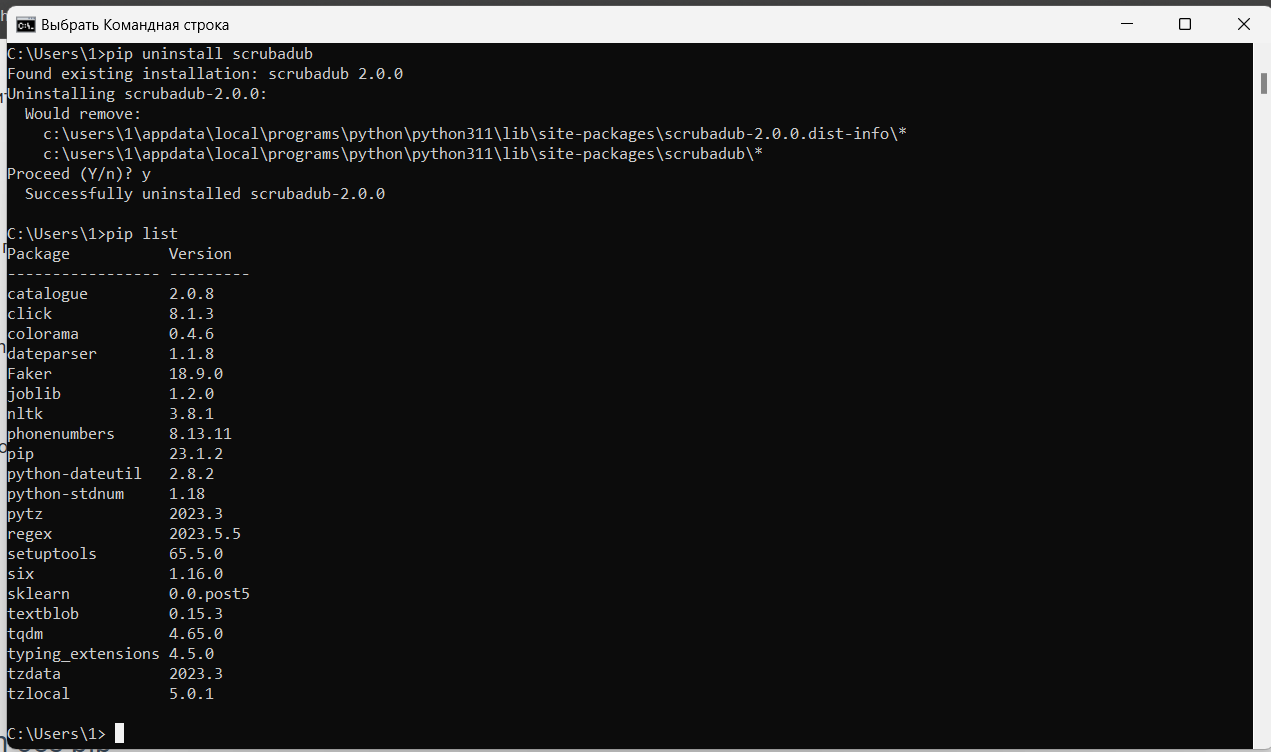 Выбрать Командная строка
C:\Users\1>pip uninstall scrubadub
Found existing installation: scrubadub 2.0.0
Uninstalling scrubadub-2.0.0:
  Would remove:
    c:\users\1\appdata\local\programs\python\python311\lib\site-packages\scrubadub-2.0.0.dist-info\*
    c:\users\1\appdata\local\programs\python\python311\lib\site-packages\scrubadub\*
Proceed (Y/n)? y
  Successfully uninstalled scrubadub-2.0.0
C:\Users\1>pip list
Package           Version
----------------- ---------
catalogue         2.0.8
click             8.1.3
colorama          0.4.6
dateparser        1.1.8
Faker             18.9.0
joblib            1.2.0
nltk              3.8.1
phonenumbers      8.13.11
pip               23.1.2
python-dateutil   2.8.2
python-stdnum     1.18
pytz              2023.3
regex             2023.5.5
setuptools        65.5.0
six               1.16.0
sklearn           0.0.post5
textblob          0.15.3
tqdm              4.65.0
typing_extensions 4.5.0
tzdata            2023.3
tzlocal           5.0.1
C:\Users\1>